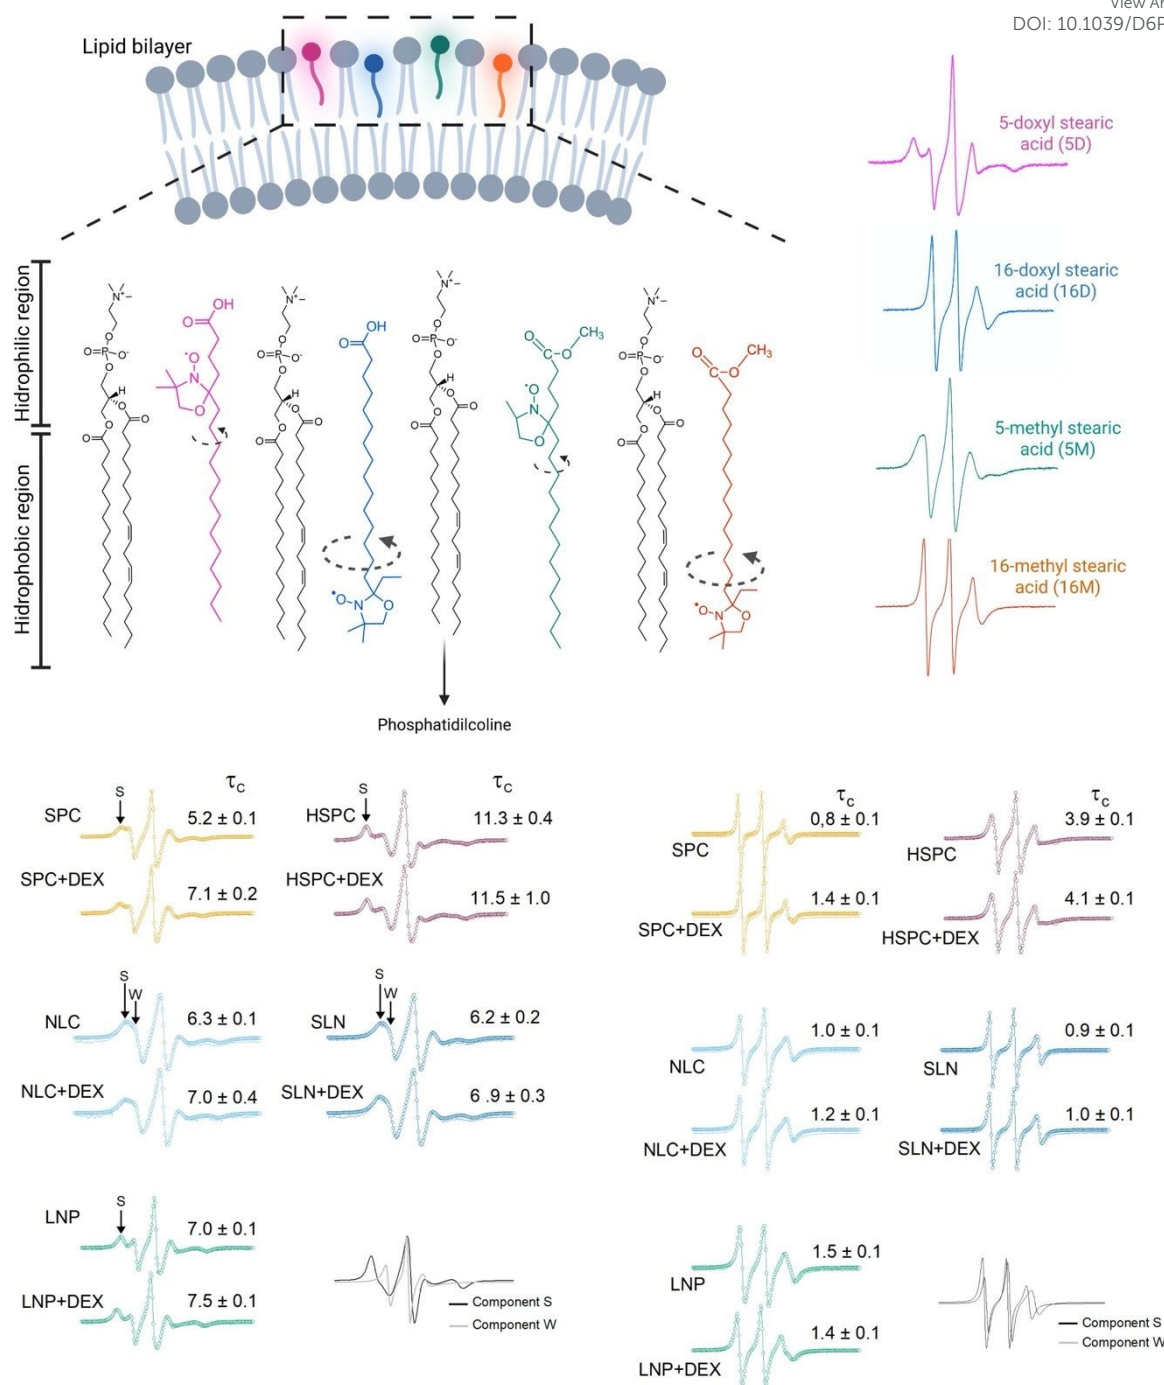 View Ar
DOI: 10.1039/D6P
Lipid bilayer
5-doxyl stearic
acid (5D)
16-doxyl stearic
acid (16D)
5-methyl stearic
acid (5M)
16-methyl stearic
acid (16M)
Hidrophilic region
Hidrophobic region
OH
OH
CH3
CH3
Phosphatidilcoline
S
τc
SPC
5.2 ± 0.1
SPC+DEX
7.1 ± 0.2
S
τc
HSPC
11.3 ± 0.4
HSPC+DEX
11.5 ± 1.0
τc
SPC
0,8 ± 0.1
SPC+DEX
1.4 ± 0.1
τc
HSPC
3.9 ± 0.1
HSPC+DEX
4.1 ± 0.1
S
W
NLC
6.3 ± 0.1
NLC+DEX
7.0 ± 0.4
S
W
SLN
6.2 ± 0.2
SLN+DEX
6 .9 ± 0.3
NLC
1.0 ± 0.1
NLC+DEX
1.2 ± 0.1
SLN
0.9 ± 0.1
SLN+DEX
1.0 ± 0.1
S
LNP
7.0 ± 0.1
LNP+DEX
7.5 ± 0.1
Component S
Component W
LNP
1.5 ± 0.1
LNP+DEX
1.4 ± 0.1
Component S
Component W